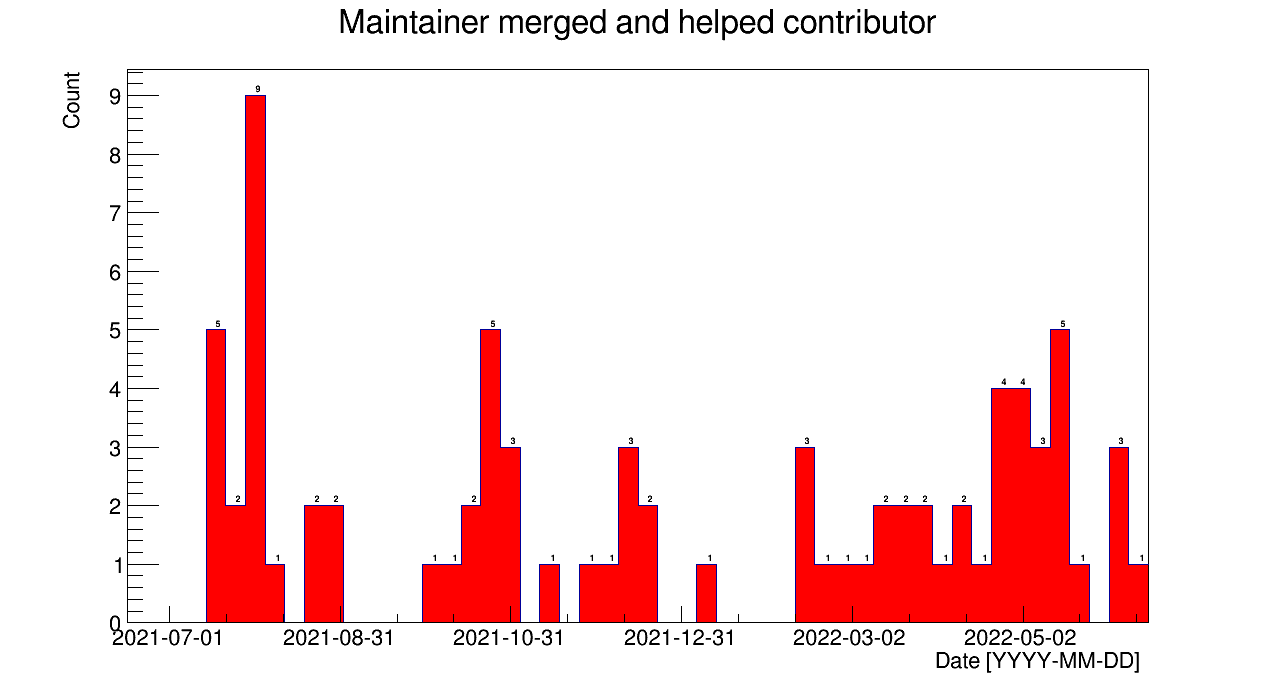 Maintainer merged and helped contributor
Count
9
8
7
6
5
4
3
2
1
0
5 2 9 1 2 2 1 1 2 5 3 1 1 1 3 2 1 3 1 1 1 2 2 2 1 2 1 4 4 3 5 1 3 1
2021-07-01 2021-08-31 2021-10-31 2021-12-31 2022-03-02 2022-05-02
Date [YYYY-MM-DD]